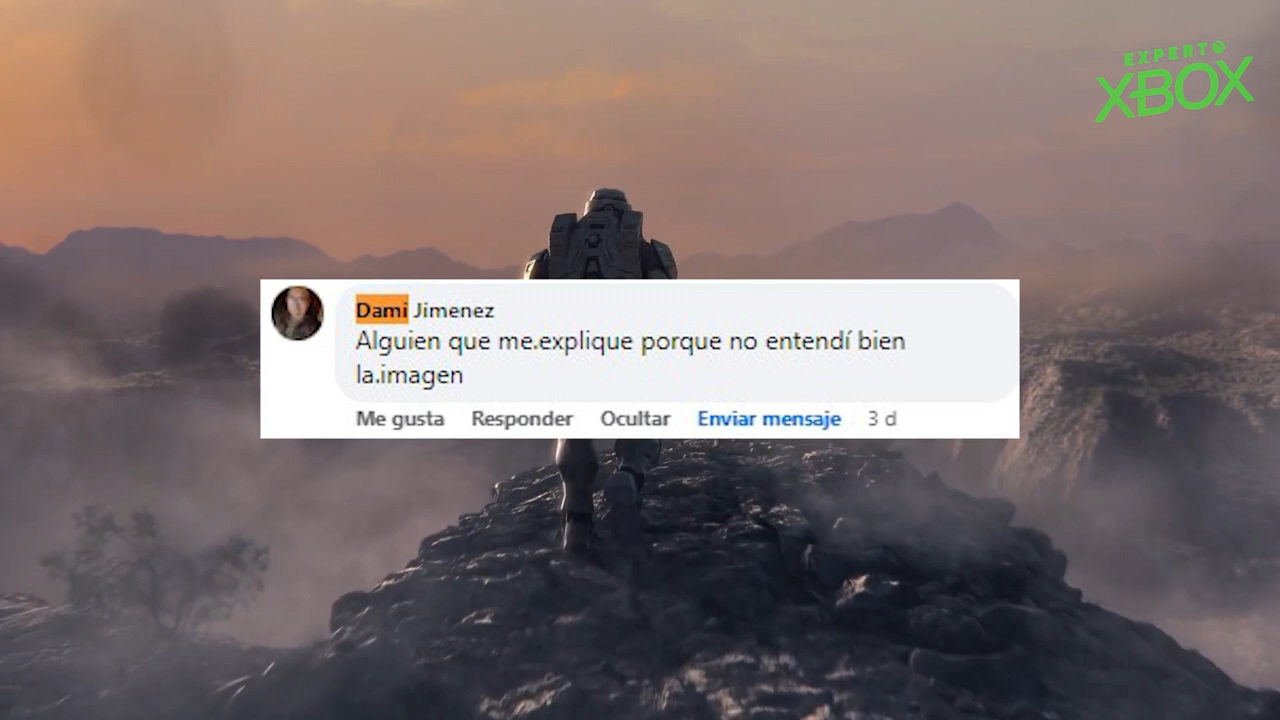 EXPERTO
XBOX
Dami Jimenez
Alguien que me.explique porque no entendí bien
la.imagen
Me gusta Responder Ocultar Enviar mensaje 3 d